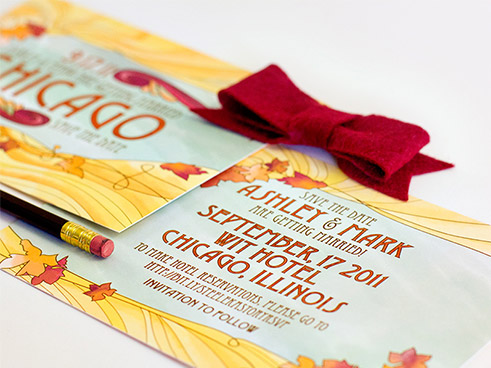 CHICAGO
SAVE THE DATE
SAVE THE DATE
ASHLEY & MARK
ARE GETTING MARRIED!
SEPTEMBER 17 2011
WIT HOTEL
CHICAGO, ILLINOIS
TO MAKE HOTEL RESERVATIONS, PLEASE GO TO
INVITATION TO FOLLOW